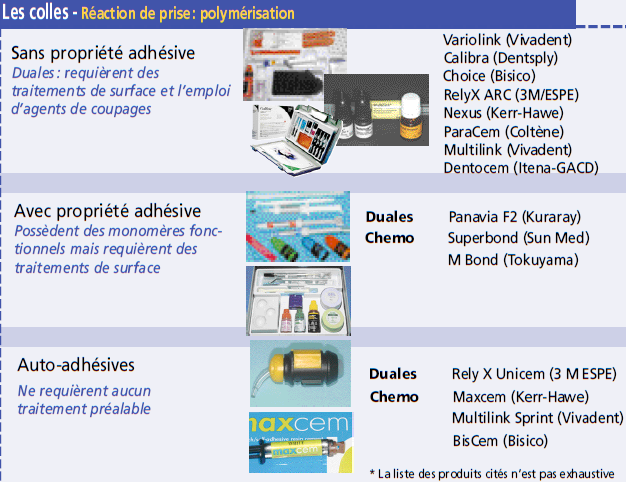 Les colles - Réaction de prise : polymérisation
Sans propriété adhésive
Duales : requièrent des
traitements de surface et l'emploi
d'agents de coupages
Variolink (Vivadent)
Calibra (Dentsply)
Choice (Bisico)
RelyX ARC (3M/ESPE)
Nexus (Kerr-Hawe)
ParaCem (Coltène)
Multilink (Vivadent)
Dentocem (Itena-GACD)
Avec propriété adhésive
Possèdent des monomères fonc-
tionnels mais requièrent des
traitements de surface
Duales Panavia F2 (Kuraray)
Chemo Superbond (Sun Med)
M Bond (Tokuyama)
Auto-adhésives
Ne requièrent aucun
traitement préalable
Duales Rely X Unicem (3 M ESPE)
Chemo Maxcem (Kerr-Hawe)
Multilink Sprint (Vivadent)
BisCem (Bisico)
maxcem
maxcem
* La liste des produits cités n'est pas exhaustive